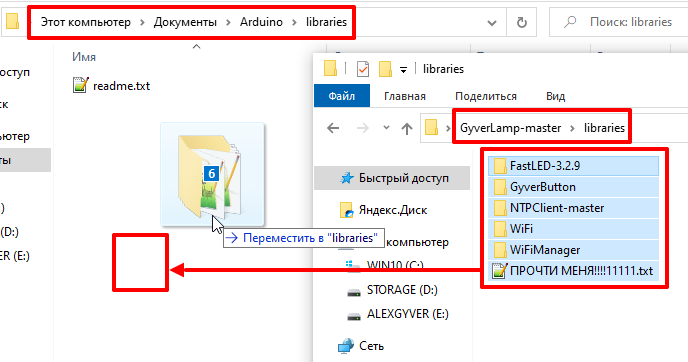 Этот компьютер > Документы > Arduino > libraries
Поиск: libraries
Имя
readme.txt
оступ
ск
ьютер
ты
(D:)
ER (E:)
6
Переместить в "libraries"
libraries
Файл
Главная
Поделиться
GyverLamp-master > libraries
Быстрый доступ
Яндекс.Диск
компьютер
WIN10 (C:)
STORAGE (D:)
ALEXGYVER (E:)
Сеть
FastLED-3.2.9
GyverButton
NTPClient-master
WiFi
WiFiManager
ПРОЧТИ МЕНЯ!!!!11111.txt